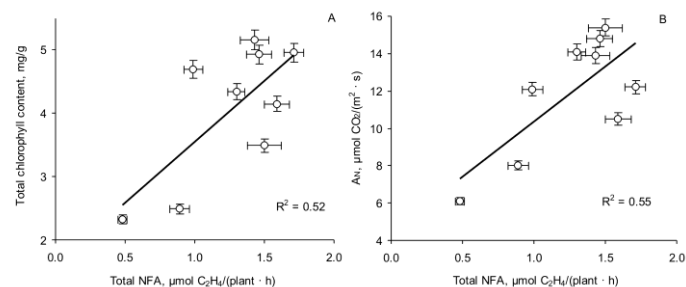 A
Total chlorophyll content, mg/g
5
4
3
2
0.0 0.5 1.0 1.5 2.0
R² = 0.52
Total NFA, µmol C₂H₄/(plant · h)
B
Aɴ, µmol CO₂/(m² · s)
16
14
12
10
8
6
4
0.0 0.5 1.0 1.5 2.0
R² = 0.55
Total NFA, µmol C₂H₄/(plant · h)